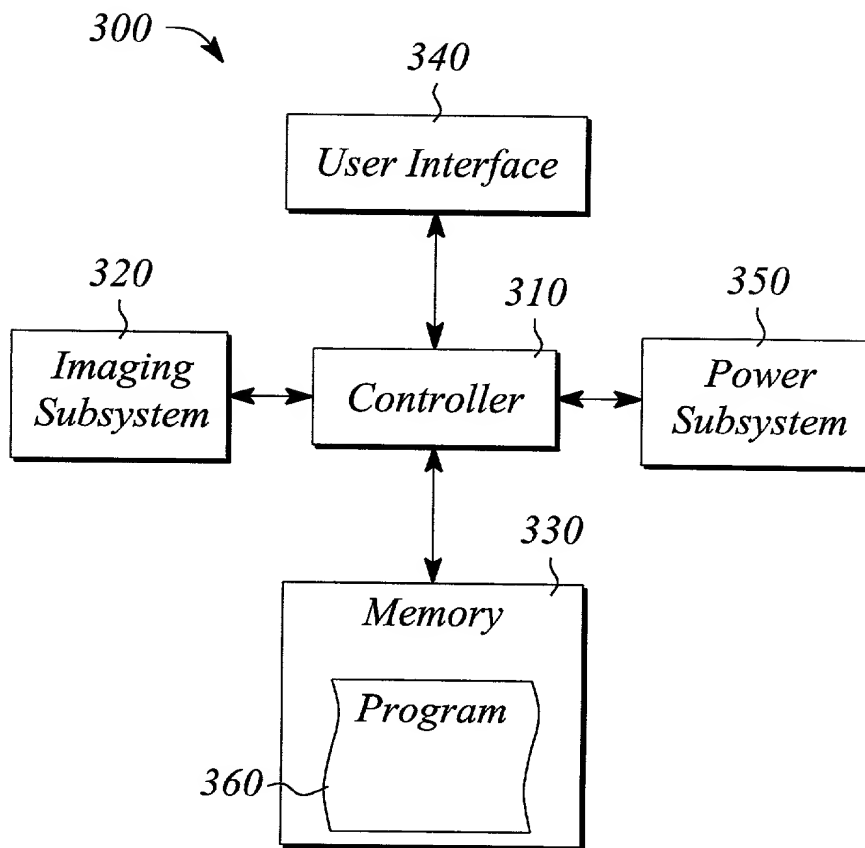 300
340
User Interface
320
310
350
Imaging
Subsystem
Controller
Power
Subsystem
330
Memory
Program
360